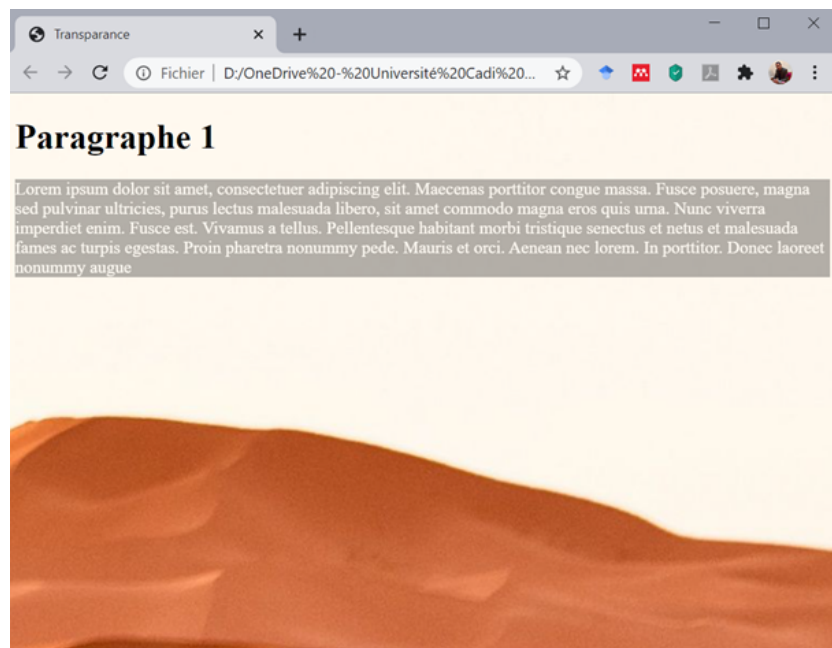 Transparance
Fichier | D:/OneDrive%20-%20Université%20Cadi%20...
Paragraphe 1
Lorem ipsum dolor sit amet, consectetuer adipiscing elit. Maecenas porttitor congue massa. Fusce posuere, magna
sed pulvinar ultricies, purus lectus malesuada libero, sit amet commodo magna eros quis urna. Nunc viverra
imperdiet enim. Fusce est. Vivamus a tellus. Pellentesque habitant morbi tristique senectus et netus et malesuada
fames ac turpis egestas. Proin pharetra nonummy pede. Mauris et orci. Aenean nec lorem. In porttitor. Donec laoreet
nonummy augue